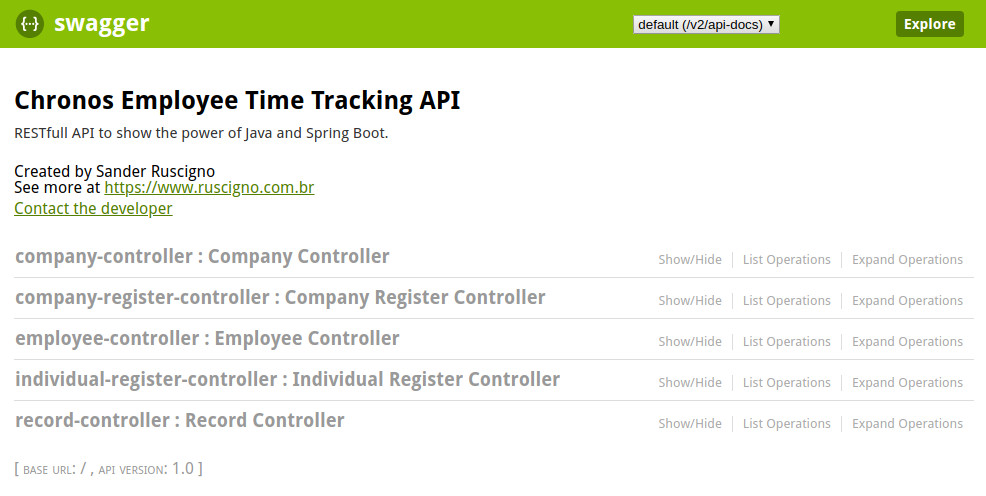 {···} swagger default (/v2/api-docs) ▼ Explore
Chronos Employee Time Tracking API
RESTfull API to show the power of Java and Spring Boot.
Created by Sander Ruscigno
See more at https://www.ruscigno.com.br
Contact the developer
company-controller : Company Controller Show/Hide List Operations Expand Operations
company-register-controller : Company Register Controller Show/Hide List Operations Expand Operations
employee-controller : Employee Controller Show/Hide List Operations Expand Operations
individual-register-controller : Individual Register Controller Show/Hide List Operations Expand Operations
record-controller : Record Controller Show/Hide List Operations Expand Operations
[ BASE URL: / , API VERSION: 1.0 ]